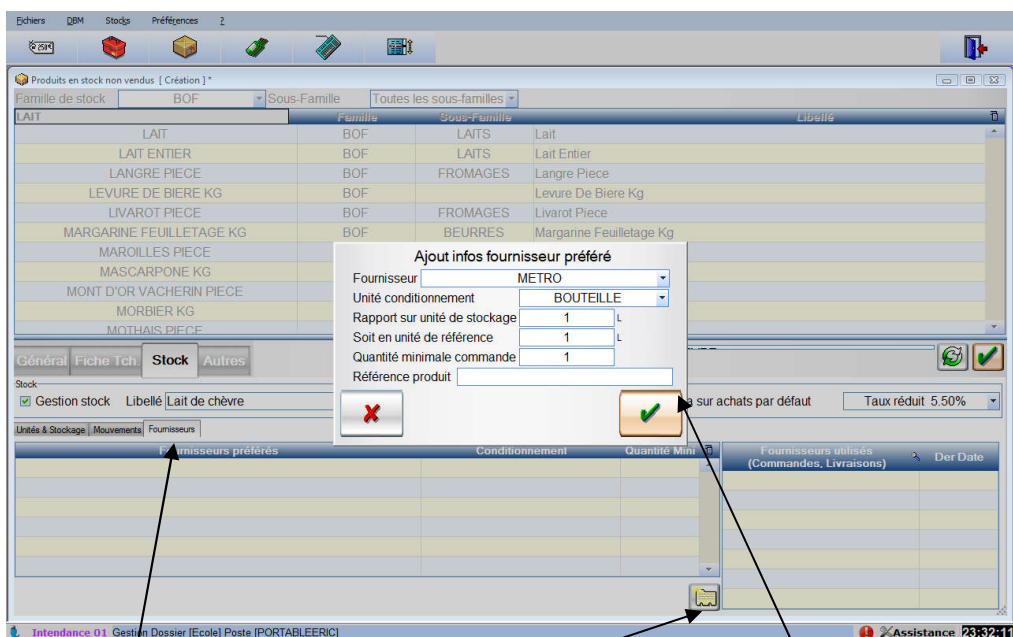 Fichiers DBM Stocks Préférences ?
Produits en stock non vendus [ Création ] *
Famille de stock BOF Sous-Famille Toutes les sous-familles
LAIT Famille Sous-Famille Libellé
LAIT BOF LAITS Lait
LAIT ENTIER BOF LAITS Lait Entier
LANGRE PIECE BOF FROMAGES Langre Piece
LEVURE DE BIERE KG BOF Levure De Biere Kg
LIVAROT PIECE BOF FROMAGES Livarot Piece
MARGARINE FEUILLETAGE KG BOF BEURRES Margarine Feuilletage Kg
MAROILLES PIECE
MASCARPONE KG
MONT D'OR VACHERIN PIECE
MORBIER KG
MOTHAIS PIECE
Ajout infos fournisseur préféré
Fournisseur METRO
Unité conditionnement BOUTEILLE
Rapport sur unité de stockage 1 L
Soit en unité de référence 1 L
Quantité minimale commande 1
Référence produit
Général Fiche Tch. Stock Autres
Stock
Gestion stock Libellé Lait de chèvre a sur achats par défaut Taux réduit 5.50%
Unités & Stockage Mouvements Fournisseurs
Fournisseurs préférés Conditionnement Quantité Mini
Fournisseurs utilisés
(Commandes, Livraisons) Der Date
Intendance 01 Gestion Dossier [Ecole] Poste [PORTABLEERIC] Assistance 23:32:11